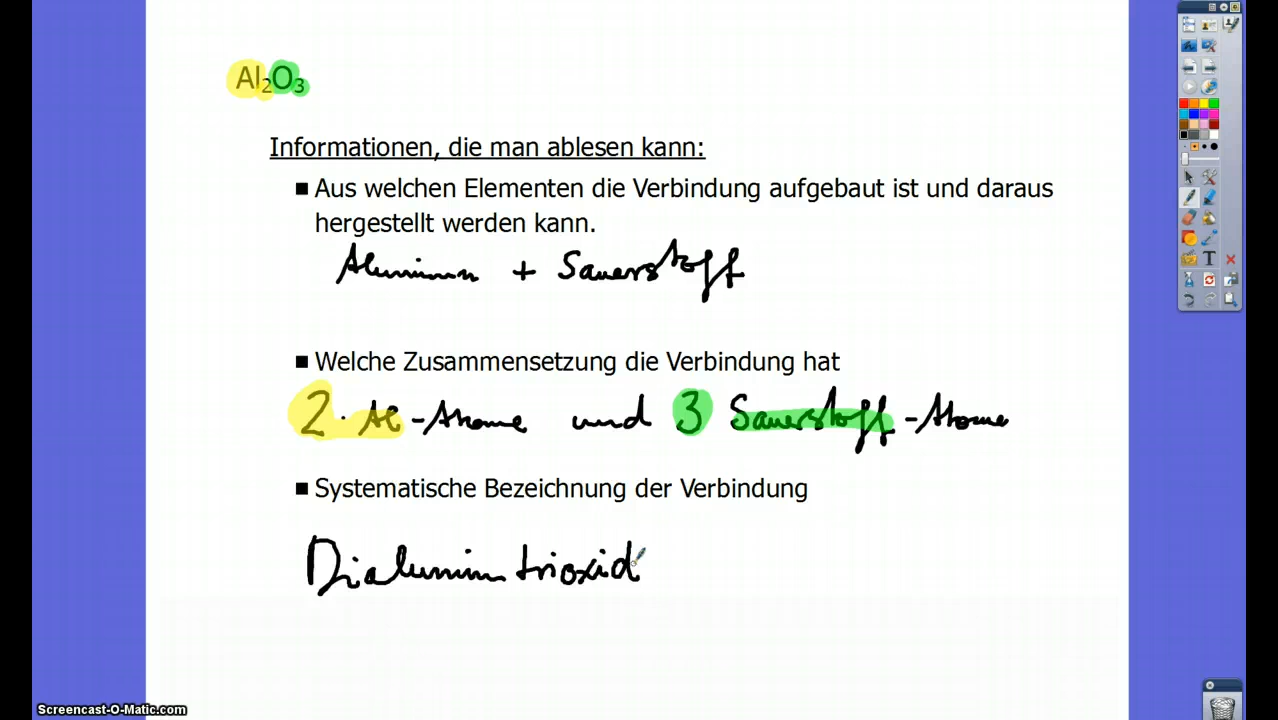 Al₂O₃
Informationen, die man ablesen kann:
■ Aus welchen Elementen die Verbindung aufgebaut ist und daraus
hergestellt werden kann.
Aluminium + Sauerstoff
■ Welche Zusammensetzung die Verbindung hat
2 · Al - Atome und 3 Sauerstoff - Atome
■ Systematische Bezeichnung der Verbindung
Dialuminium trioxid
Screencast-O-Matic.com